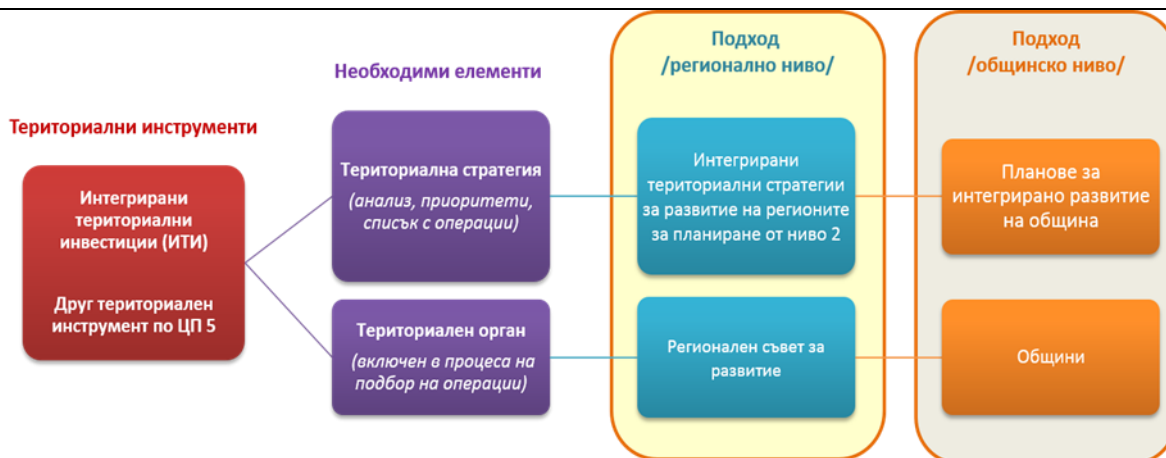 Териториални инструменти
Интегрирани
териториални
инвестиции (ИТИ)
Друг териториален
инструмент по ЦП 5
Необходими елементи
Териториална стратегия
(анализ, приоритети,
списък с операции)
Териториален орган
(включен в процеса на
подбор на операции)
Подход
/регионално ниво/
Интегрирани
териториални стратегии
за развитие на регионите
за планиране от ниво 2
Регионален съвет за
развитие
Подход
/общинско ниво/
Планове за
интегрирано развитие
на община
Общини